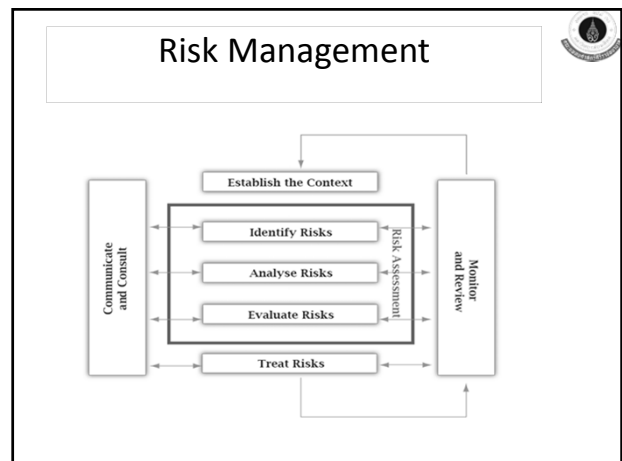 Risk Management
Establish the Context
Communicate
and Consult
Identify Risks
Analyse Risks
Evaluate Risks
Risk Assessment
Monitor
and Review
Treat Risks